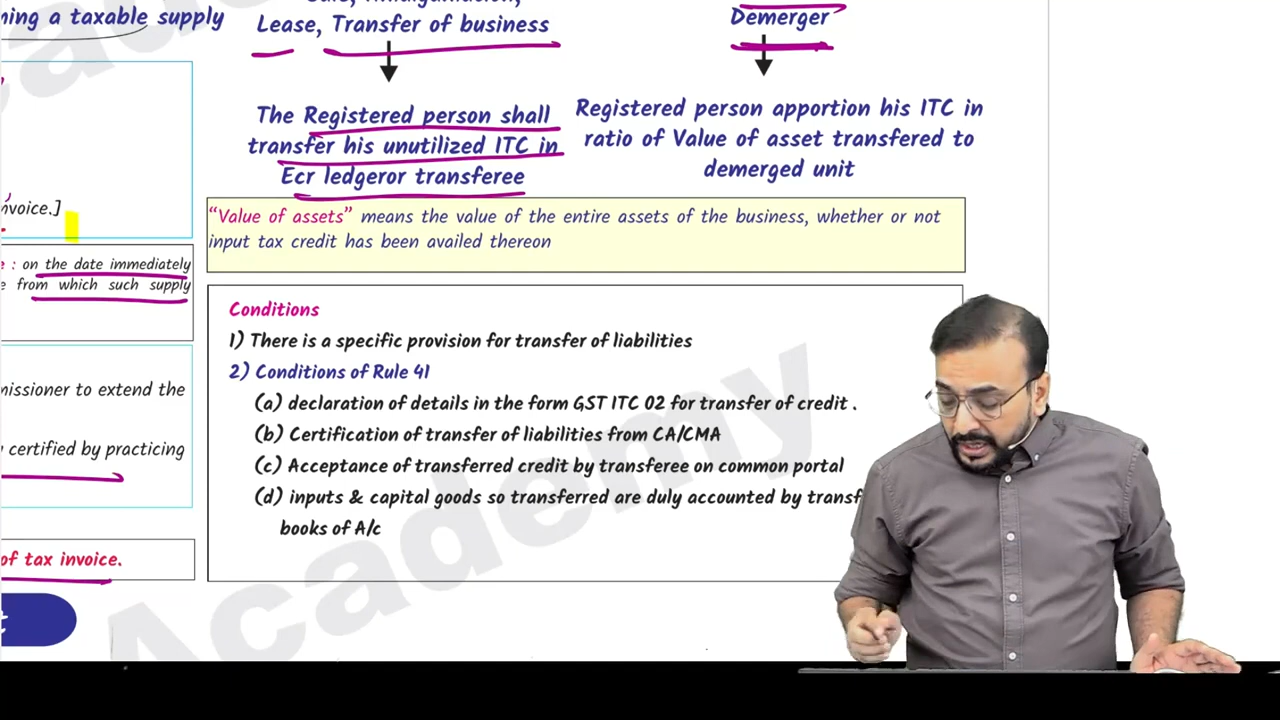 ning a taxable supply
nvoice.]
e : on the date immediately
e from which such supply
missioner to extend the
certified by practicing
of tax invoice.
Lease, Transfer of business
The Registered person shall
transfer his unutilized ITC in
Ecr ledgeror transferee
Demerger
Registered person apportion his ITC in
ratio of Value of asset transfered to
demerged unit
“Value of assets” means the value of the entire assets of the business, whether or not
input tax credit has been availed thereon
Conditions
1) There is a specific provision for transfer of liabilities
2) Conditions of Rule 41
(a) declaration of details in the form GST ITC 02 for transfer of credit .
(b) Certification of transfer of liabilities from CA/CMA
(c) Acceptance of transferred credit by transferee on common portal
(d) inputs & capital goods so transferred are duly accounted by transf
books of A/c
Academy